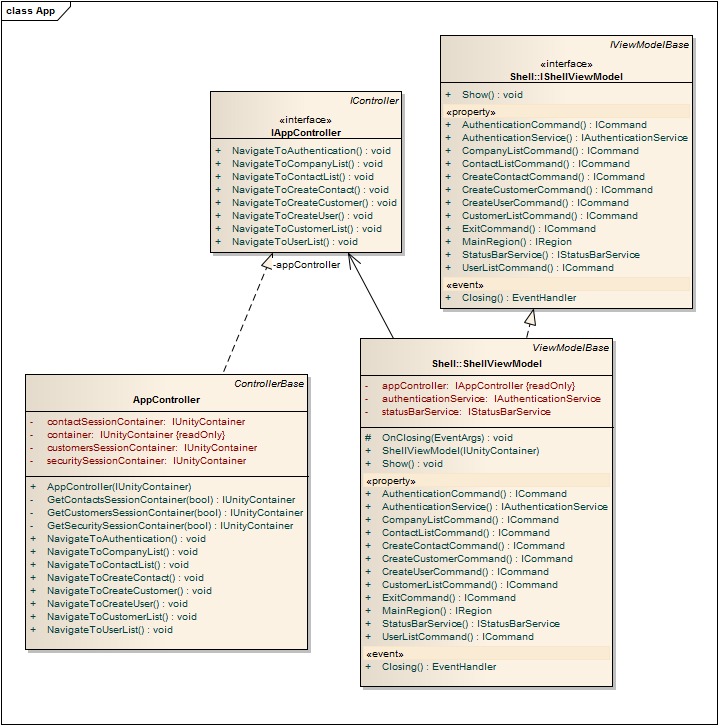 class App
IController
«interface»
IAppController
+ NavigateToAuthentication() : void
+ NavigateToCompanyList() : void
+ NavigateToContactList() : void
+ NavigateToCreateContact() : void
+ NavigateToCreateCustomer() : void
+ NavigateToCreateUser() : void
+ NavigateToCustomerList() : void
+ NavigateToUserList() : void
IViewModelBase
«interface»
Shell::IShellViewModel
+ Show() : void
«property»
+ AuthenticationCommand() : ICommand
+ AuthenticationService() : IAuthenticationService
+ CompanyListCommand() : ICommand
+ ContactListCommand() : ICommand
+ CreateContactCommand() : ICommand
+ CreateCustomerCommand() : ICommand
+ CreateUserCommand() : ICommand
+ CustomerListCommand() : ICommand
+ ExitCommand() : ICommand
+ MainRegion() : IRegion
+ StatusBarService() : IStatusBarService
+ UserListCommand() : ICommand
«event»
+ Closing() : EventHandler
-appController
ControllerBase
AppController
- contactSessionContainer: IUnityContainer
- container: IUnityContainer {readOnly}
- customersSessionContainer: IUnityContainer
- securitySessionContainer: IUnityContainer
+ AppController(IUnityContainer)
- GetContactsSessionContainer(bool) : IUnityContainer
- GetCustomersSessionContainer(bool) : IUnityContainer
- GetSecuritySessionContainer(bool) : IUnityContainer
+ NavigateToAuthentication() : void
+ NavigateToCompanyList() : void
+ NavigateToContactList() : void
+ NavigateToCreateContact() : void
+ NavigateToCreateCustomer() : void
+ NavigateToCreateUser() : void
+ NavigateToCustomerList() : void
+ NavigateToUserList() : void
ViewModelBase
Shell::ShellViewModel
- appController: IAppController {readOnly}
- authenticationService: IAuthenticationService
- statusBarService: IStatusBarService
# OnClosing(EventArgs) : void
+ ShellViewModel(IUnityContainer)
+ Show() : void
«property»
+ AuthenticationCommand() : ICommand
+ AuthenticationService() : IAuthenticationService
+ CompanyListCommand() : ICommand
+ ContactListCommand() : ICommand
+ CreateContactCommand() : ICommand
+ CreateCustomerCommand() : ICommand
+ CreateUserCommand() : ICommand
+ CustomerListCommand() : ICommand
+ ExitCommand() : ICommand
+ MainRegion() : IRegion
+ StatusBarService() : IStatusBarService
+ UserListCommand() : ICommand
«event»
+ Closing() : EventHandler